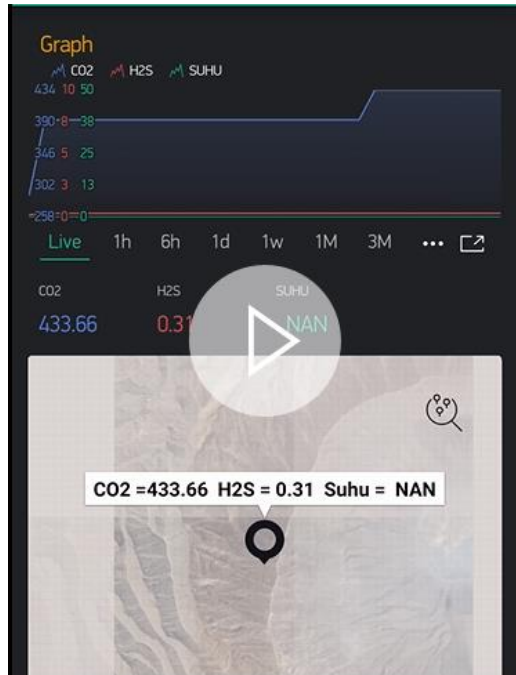 Graph
CO2 H2S SUHU
434 10 50
390 8 38
346 5 25
302 3 13
258 0 0
Live 1h 6h 1d 1w 1M 3M •••
CO2 H2S SUHU
433.66 0.31 NAN
CO2 =433.66 H2S = 0.31 Suhu = NAN